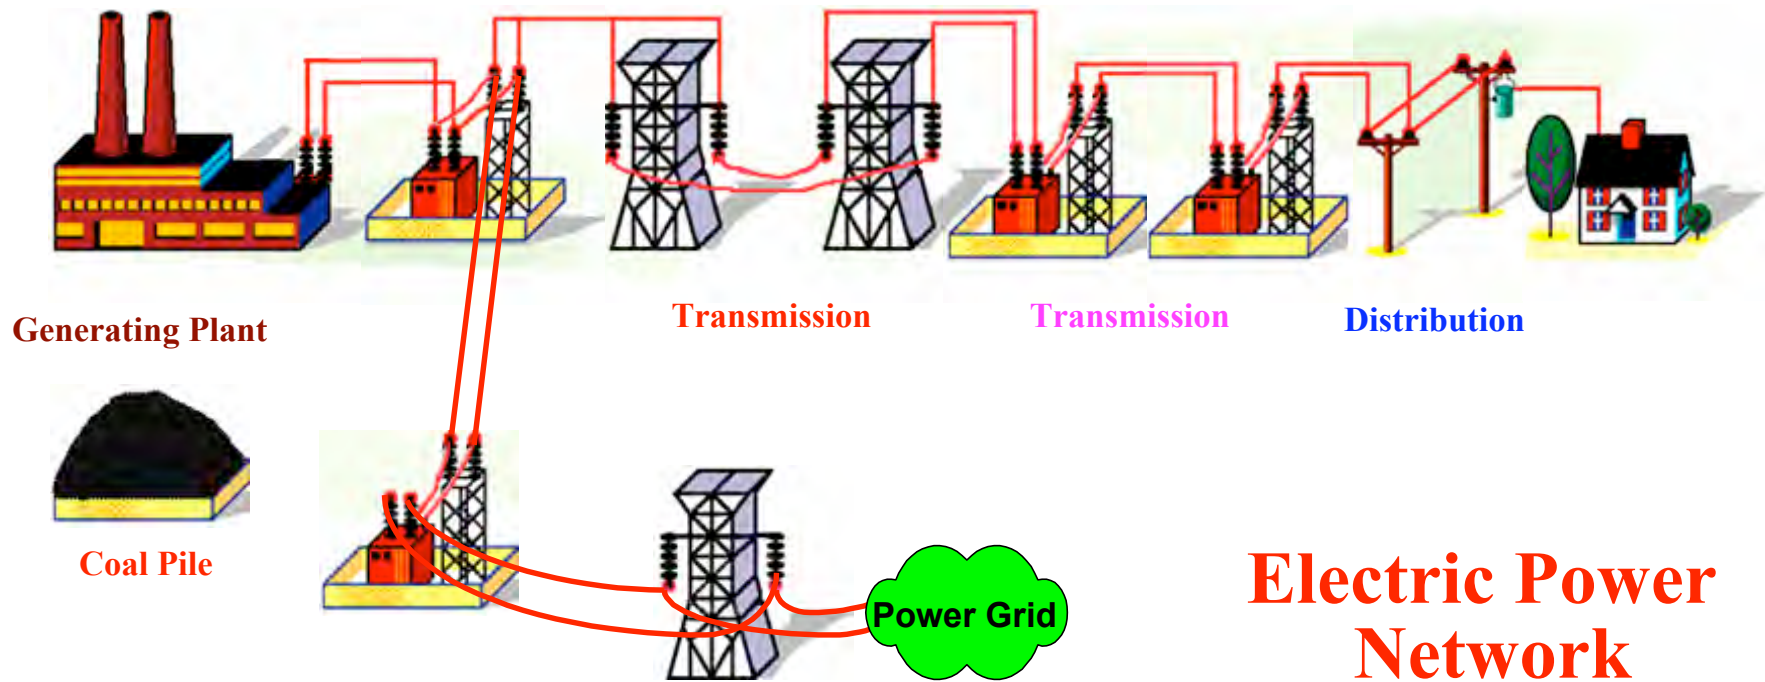 Generating Plant
Transmission
Transmission
Distribution
Coal Pile
Power Grid
Electric Power
Network